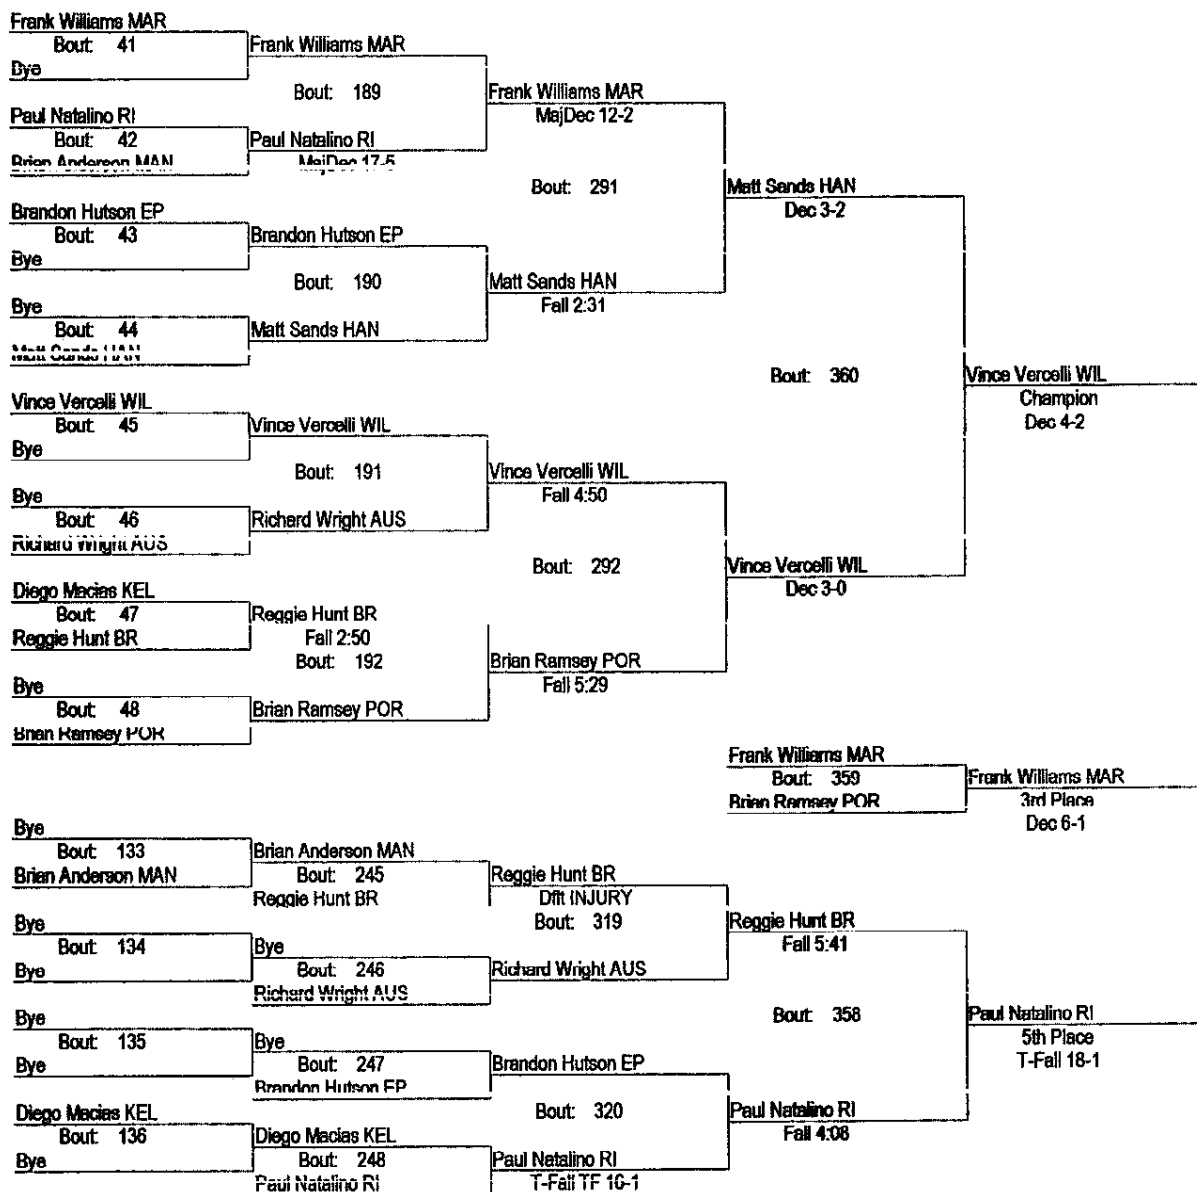 Frank Williams MAR
Bout: 41
Bye
Frank Williams MAR
Bout: 189
Paul Natalino RI
Bout: 42
Brian Anderson MAN
Paul Natalino RI
MajDec 17-5
Frank Williams MAR
MajDec 12-2
Bout: 291
Brandon Hutson EP
Bout: 43
Bye
Brandon Hutson EP
Bout: 190
Bye
Bout: 44
Matt Sands HAN
Matt Sands HAN
Matt Sands HAN
Fall 2:31
Matt Sands HAN
Dec 3-2
Bout: 360
Vince Vercelli WIL
Champion
Dec 4-2
Vince Vercelli WIL
Bout: 45
Bye
Vince Vercelli WIL
Bout: 191
Bye
Bout: 46
Richard Wright AUS
Richard Wright AUS
Vince Vercelli WIL
Fall 4:50
Bout: 292
Vince Vercelli WIL
Dec 3-0
Diego Macias KEL
Bout: 47
Reggie Hunt BR
Reggie Hunt BR
Fall 2:50
Bout: 192
Bye
Bout: 48
Brian Ramsey POR
Brian Ramsey POR
Brian Ramsey POR
Fall 5:29
Frank Williams MAR
Bout: 359
Brian Ramsey POR
Frank Williams MAR
3rd Place
Dec 6-1
Bye
Bout: 133
Brian Anderson MAN
Brian Anderson MAN
Bout: 245
Reggie Hunt BR
Reggie Hunt BR
Dflt INJURY
Bout: 319
Bye
Bout: 134
Bye
Bye
Bout: 246
Richard Wright AUS
Richard Wright AUS
Reggie Hunt BR
Fall 5:41
Bout: 358
Paul Natalino RI
5th Place
T-Fall 18-1
Bye
Bout: 135
Bye
Bye
Bout: 247
Brandon Hutson EP
Brandon Hutson EP
Bout: 320
Diego Macias KEL
Bout: 136
Bye
Diego Macias KEL
Bout: 248
Paul Natalino RI
Paul Natalino RI
T-Fall TF 16-1
Paul Natalino RI
Fall 4:08